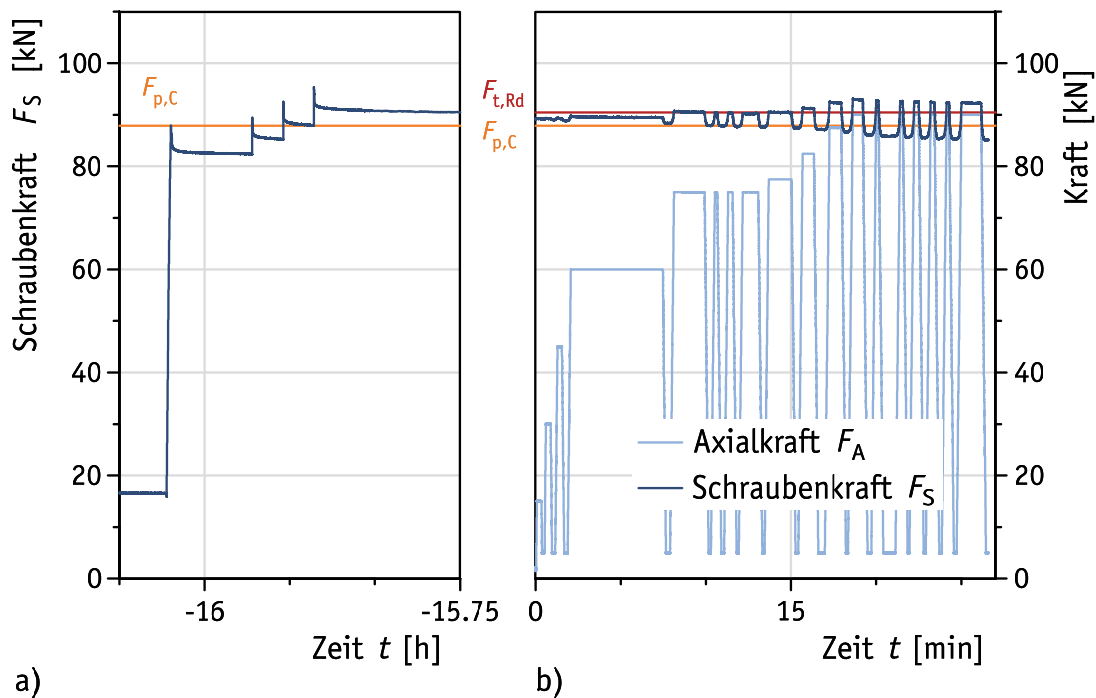 a)
Schraubenkraft F_S [kN]
100
80
60
40
20
0
F_p,C
-16
-15.75
Zeit t [h]
b)
F_t,Rd
F_p,C
Axialkraft F_A
Schraubenkraft F_S
Kraft [kN]
100
80
60
40
20
0
0
15
Zeit t [min]